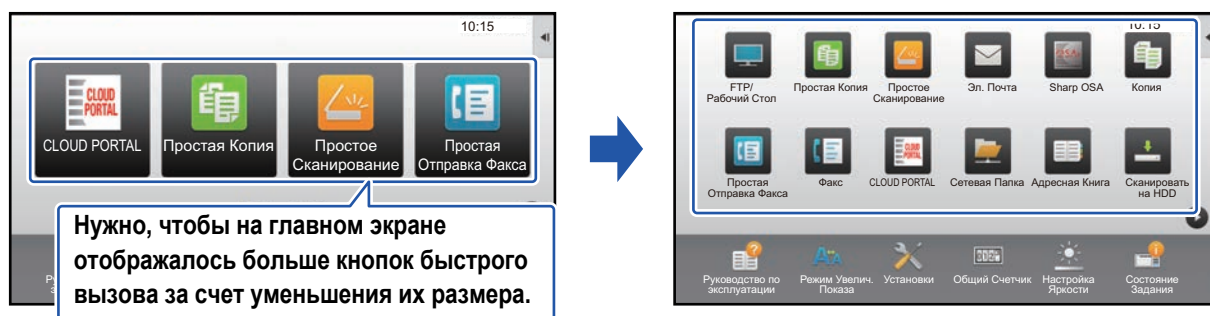 10:15
CLOUD
PORTAL
CLOUD PORTAL
Простая Копия
Простое
Сканирование
Простая
Отправка Факса
Нужно, чтобы на главном экране
отображалось больше кнопок быстрого
вызова за счет уменьшения их размера.
10:15
FTP/
Рабочий Стол
Простая Копия
Простое
Сканирование
Эл. Почта
Sharp OSA
Копия
Простая
Отправка Факса
Факс
CLOUD
PORTAL
CLOUD PORTAL
Сетевая Папка
Адресная Книга
Сканировать
на HDD
Руководство по
эксплуатации
Режим Увелич.
Показа
Установки
Общий Счетчик
Настройка
Яркости
Состояние
Задания